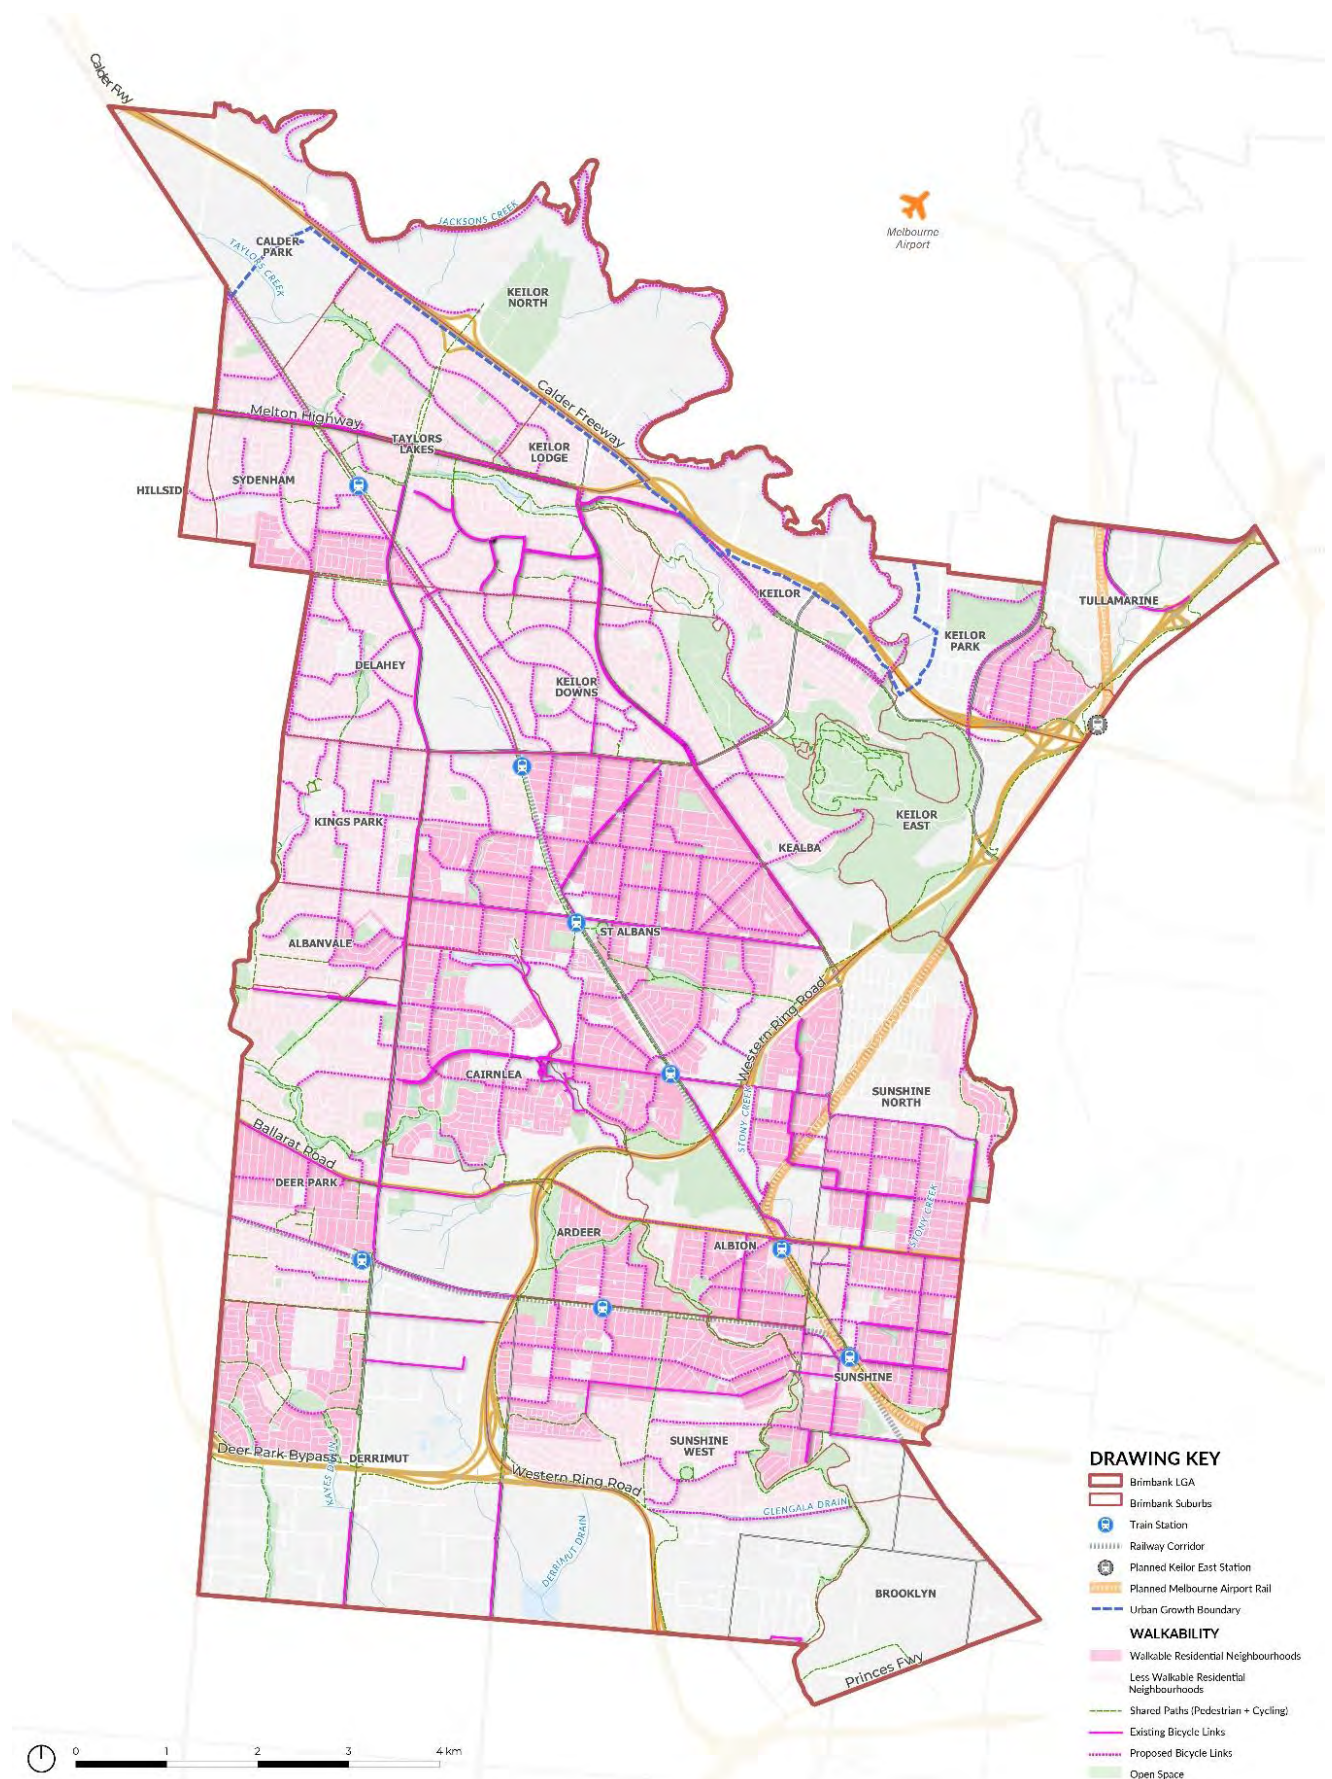 Calder Fwy
JACKSONS CREEK
Melbourne
Airport
CALDER
PARK
TAYLORS CREEK
KEILOR
NORTH
Calder Freeway
Melton Highway
TAYLORS
LAKES
KEILOR
LODGE
SYDENHAM
HILLSID
KEILOR
TULLAMARINE
KEILOR
PARK
DELAHEY
KEILOR
DOWNS
KINGS PARK
KEILOR
EAST
KEALBA
ST ALBANS
ALBANVALE
Western Ring Road
CAIRNLEA
SUNSHINE
NORTH
STONY CREEK
Ballarat Road
DEER PARK
STONY CREEK
ARDEER
ALBION
SUNSHINE
SUNSHINE
WEST
Deer Park Bypass
DERRIMUT
KAYES DRAIN
Western Ring Road
GLENGALA DRAIN
DERRIMUT DRAIN
BROOKLYN
Princes Fwy
DRAWING KEY
Brimbank LGA
Brimbank Suburbs
Train Station
Railway Corridor
Planned Keilor East Station
Planned Melbourne Airport Rail
Urban Growth Boundary
WALKABILITY
Walkable Residential Neighbourhoods
Less Walkable Residential
Neighbourhoods
Shared Paths (Pedestrian + Cycling)
Existing Bicycle Links
Proposed Bicycle Links
Open Space
0 1 2 3 4 km